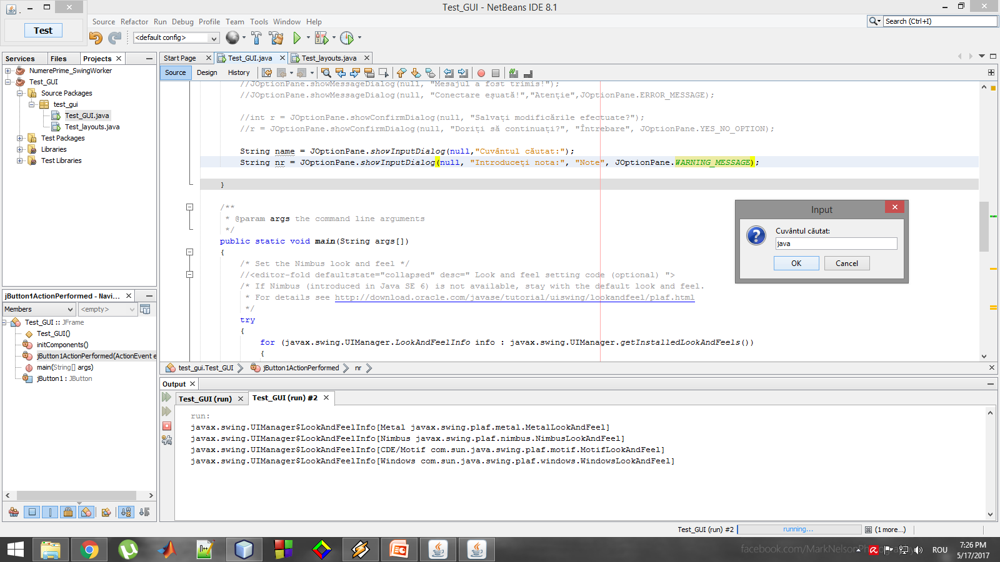 Test_GUI - NetBeans IDE 8.1
Test
Source Refactor Run Debug Profile Team Tools Window Help
Search (Ctrl+I)
<default config>
Services Files Projects
NumerePrime_SwingWorker
Test_GUI
Source Packages
test_gui
Test_GUI.java
Test_layouts.java
Test Packages
Libraries
Test Libraries
jButton1ActionPerformed - Navi...
Members <empty>
Test_GUI :: JFrame
Test_GUI()
initComponents()
jButton1ActionPerformed(ActionEvent e
main(String[] args)
jButton1 : JButton
Start Page Test_GUI.java Test_layouts.java
Source Design History
//JOptionPane.showMessageDialog(null, "Mesajul a fost trimis!");
//JOptionPane.showMessageDialog(null, "Conectare eșuată!","Atenție",JOptionPane.ERROR_MESSAGE);
//int r = JOptionPane.showConfirmDialog(null, "Salvați modificările efectuate?");
//r = JOptionPane.showConfirmDialog(null, "Doriți să continuați?", "Întrebare", JOptionPane.YES_NO_OPTION);
String name = JOptionPane.showInputDialog(null,"Cuvântul căutat:");
String nr = JOptionPane.showInputDialog(null, "Introduceți nota:", "Note", JOptionPane.WARNING_MESSAGE);
}
/**
* @param args the command line arguments
*/
public static void main(String args[])
{
/* Set the Nimbus look and feel */
//<editor-fold defaultstate="collapsed" desc=" Look and feel setting code (optional) ">
/* If Nimbus (introduced in Java SE 6) is not available, stay with the default look and feel.
* For details see http://download.oracle.com/javase/tutorial/uiswing/lookandfeel/plaf.html
*/
try
{
for (javax.swing.UIManager.LookAndFeelInfo info : javax.swing.UIManager.getInstalledLookAndFeels())
{
Input
Cuvântul căutat:
java
OK Cancel
test_gui.Test_GUI jButton1ActionPerformed nr
Output
Test_GUI (run) Test_GUI (run) #2
run:
javax.swing.UIManager$LookAndFeelInfo[Metal javax.swing.plaf.metal.MetalLookAndFeel]
javax.swing.UIManager$LookAndFeelInfo[Nimbus javax.swing.plaf.nimbus.NimbusLookAndFeel]
javax.swing.UIManager$LookAndFeelInfo[CDE/Motif com.sun.java.swing.plaf.motif.MotifLookAndFeel]
javax.swing.UIManager$LookAndFeelInfo[Windows com.sun.java.swing.plaf.windows.WindowsLookAndFeel]
Test_GUI (run) #2 running... (1 more...)
ROU
7:26 PM
5/17/2017